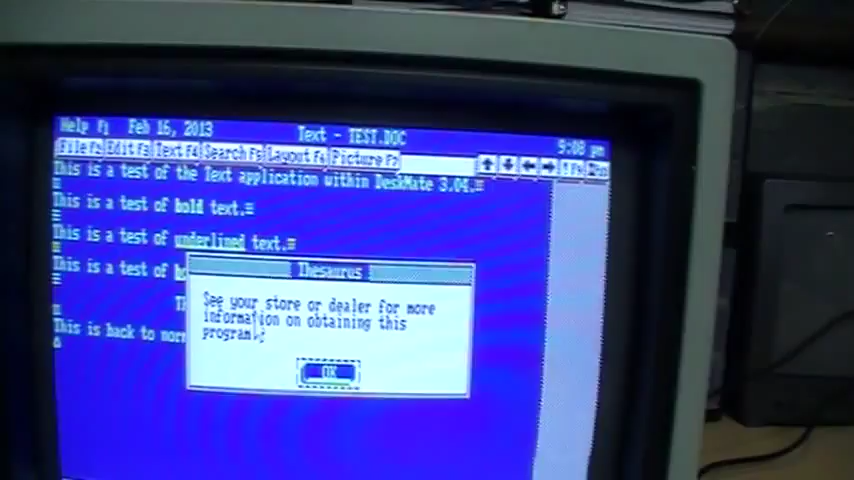 Help F1 Feb 16, 2013 Text - TEST.DOC 9:08 pm
File F2 Edit F3 Text F4 Search F5 Layout F6 Picture F7
This is a test of the Text application within DeskMate 3.04.
This is a test of bold text.
This is a test of underlined text.
This is a test of
This is back to
Thesaurus
See your store or dealer for more
information on obtaining this
program.
OK